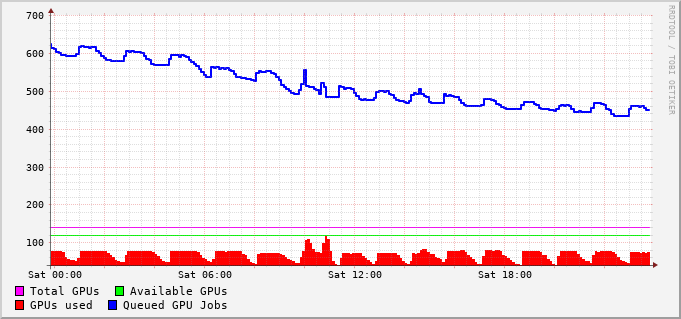 700
600
500
400
300
200
100
Sat 00:00 Sat 06:00 Sat 12:00 Sat 18:00
Total GPUs Available GPUs
GPUs used Queued GPU Jobs
RRDTOOL / TOBI OETIKER